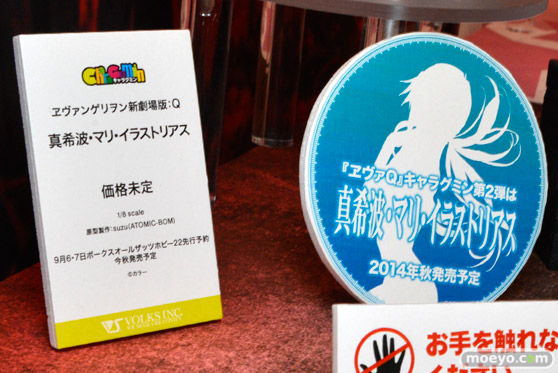 CHaraGumin
キャラグミン
ヱヴァンゲリヲン新劇場版:Q
真希波・マリ・イラストリアス
価格未定
1/8 scale
原型製作:suzu(ATOMIC-BOM)
9月6・7日ボークスオールザッツホビー22先行予約
今秋発売予定
©カラー
VOLKS INC.
『ヱヴァQ』キャラグミン第2弾は
真希波・マリ・イラストリアス
2014年秋発売予定
お手を触れな
ください
moeyo.com